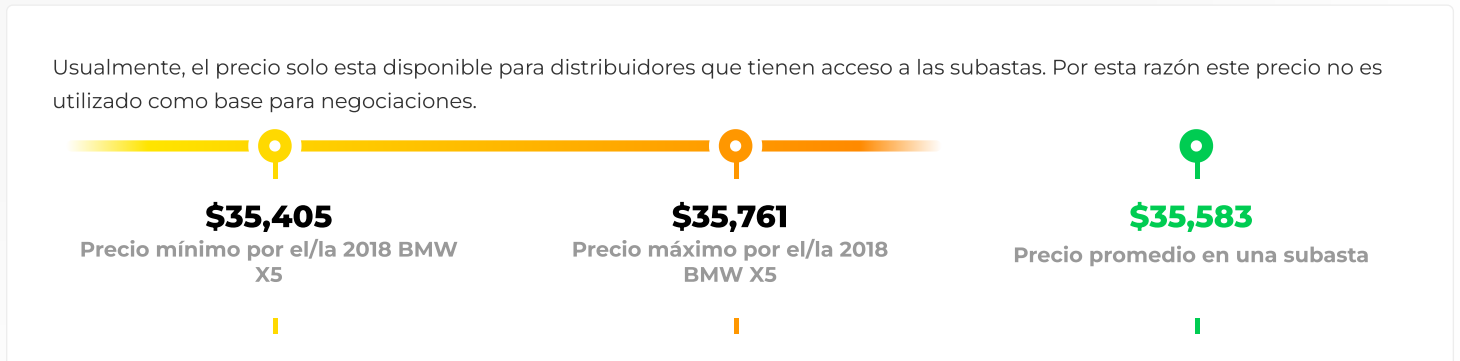 Usualmente, el precio solo esta disponible para distribuidores que tienen acceso a las subastas. Por esta razón este precio no es
utilizado como base para negociaciones.
$35,405
Precio mínimo por el/la 2018 BMW
X5
$35,761
Precio máximo por el/la 2018
BMW X5
$35,583
Precio promedio en una subasta